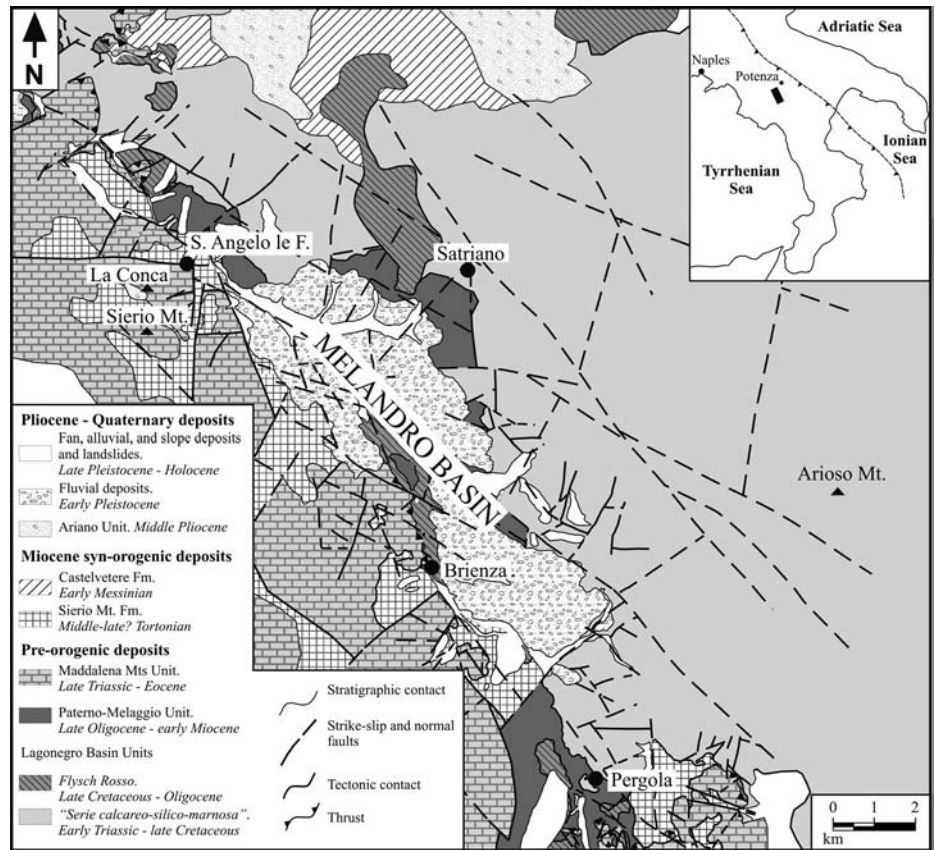 N
Adriatic Sea
Naples
Potenza
Ionian
Sea
Tyrrhenian
Sea
S. Angelo le F.
Satriano
La Conca
Sierio Mt.
MELANDRO BASIN
Arioso Mt.
Brienza
Pergola
Pliocene - Quaternary deposits
Fan, alluvial, and slope deposits
and landslides.
Late Pleistocene - Holocene
Fluvial deposits.
Early Pleistocene
Ariano Unit. Middle Pliocene
Miocene syn-orogenic deposits
Castelvetere Fm.
Early Messinian
Sierio Mt. Fm.
Middle-late? Tortonian
Pre-orogenic deposits
Maddalena Mts Unit.
Late Triassic - Eocene
Paterno-Melaggio Unit.
Late Oligocene - early Miocene
Lagonegro Basin Units
Flysch Rosso.
Late Cretaceous - Oligocene
“Serie calcareo-silico-marnosa”.
Early Triassic - late Cretaceous
Stratigraphic contact
Strike-slip and normal
faults
Tectonic contact
Thrust
0 1 2
km